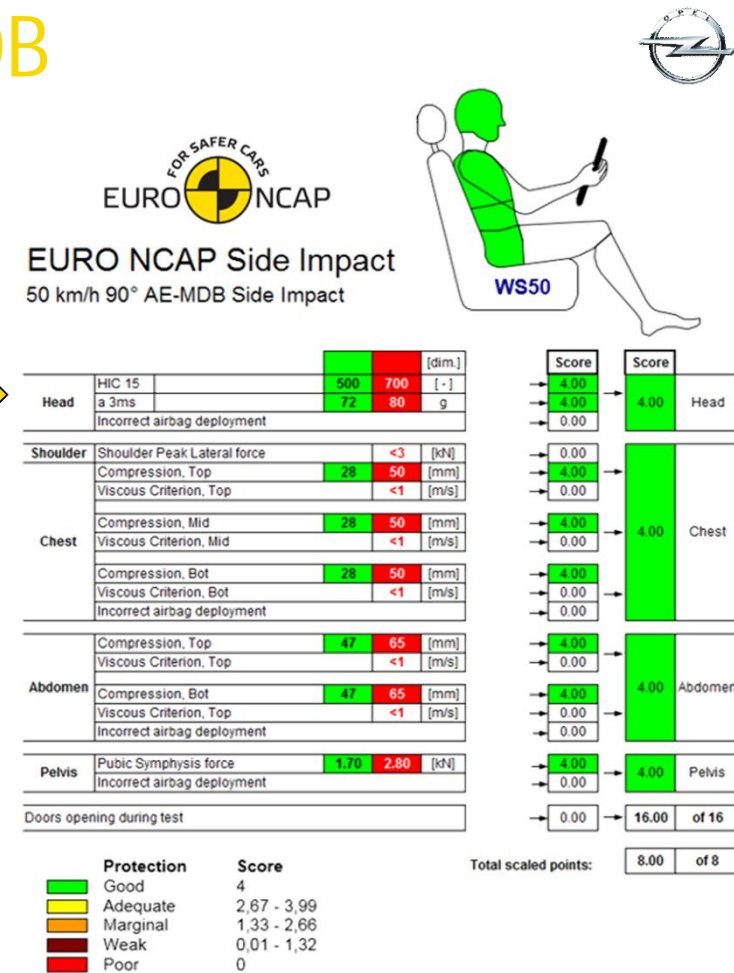 DB
OPEL
FOR SAFER CARS
EURO NCAP
EURO NCAP Side Impact
50 km/h 90° AE-MDB Side Impact
WS50
[dim.] Score Score
Head HIC 15 500 700 [-] 4.00 4.00 Head
a 3ms 72 80 g 4.00
Incorrect airbag deployment 0.00
Shoulder Shoulder Peak Lateral force <3 [kN] 0.00
Compression, Top 28 50 [mm] 4.00
Viscous Criterion, Top <1 [m/s] 0.00
Chest Compression, Mid 28 50 [mm] 4.00 4.00 Chest
Viscous Criterion, Mid <1 [m/s] 0.00
Compression, Bot 28 50 [mm] 4.00
Viscous Criterion, Bot <1 [m/s] 0.00
Incorrect airbag deployment 0.00
Compression, Top 47 65 [mm] 4.00
Viscous Criterion, Top <1 [m/s] 0.00
Abdomen Compression, Bot 47 65 [mm] 4.00 4.00 Abdomen
Viscous Criterion, Top <1 [m/s] 0.00
Incorrect airbag deployment 0.00
Pelvis Pubic Symphysis force 1.70 2.80 [kN] 4.00 4.00 Pelvis
Incorrect airbag deployment 0.00
Doors opening during test 0.00 16.00 of 16
Total scaled points: 8.00 of 8
Protection Score
Good 4
Adequate 2,67 - 3,99
Marginal 1,33 - 2,66
Weak 0,01 - 1,32
Poor 0